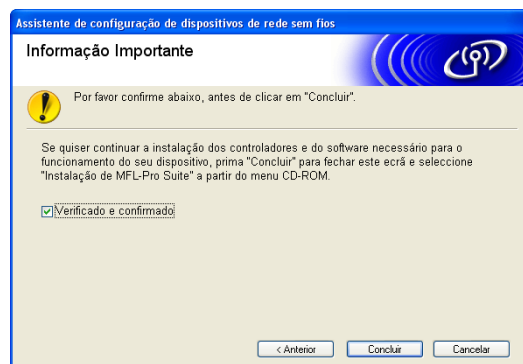 Assistente de configuração de dispositivos de rede sem fios
Informação Importante
Por favor confirme abaixo, antes de clicar em "Concluir".
Se quiser continuar a instalação dos controladores e do software necessário para o
funcionamento do seu dispositivo, prima "Concluir" para fechar este ecrã e seleccione
"Instalação de MFL-Pro Suite" a partir do menu CD-ROM.
Verificado e confirmado
< Anterior
Concluir
Cancelar